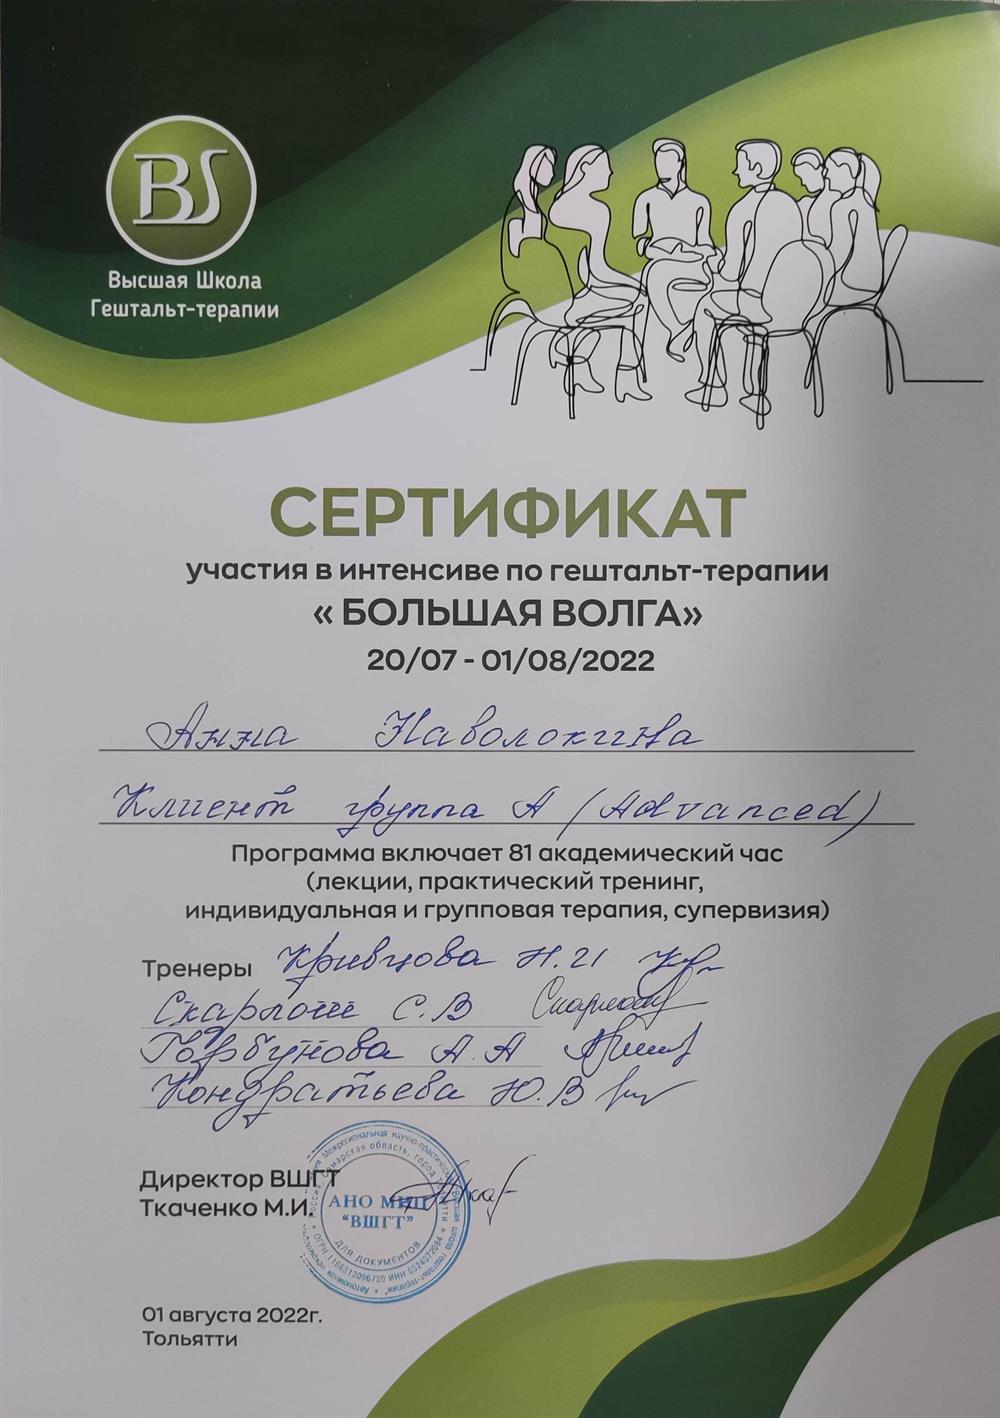 BS
Высшая Школа
Гештальт-терапии
СЕРТИФИКАТ
участия в интенсиве по гештальт-терапии
« БОЛЬШАЯ ВОЛГА»
20/07 - 01/08/2022
Анна Наволокина
Клиент группа А (Advanced)
Программа включает 81 академический час
(лекции, практический тренинг,
индивидуальная и групповая терапия, супервизия)
Тренеры Кривцова Н.И
Скарлош С.В
Горбунова А.А
Кондратьева Ю.В
Директор ВШГТ
Ткаченко М.И.
АНО МИП
“ВШГТ”
ДЛЯ ДОКУМЕНТОВ
01 августа 2022г.
Тольятти